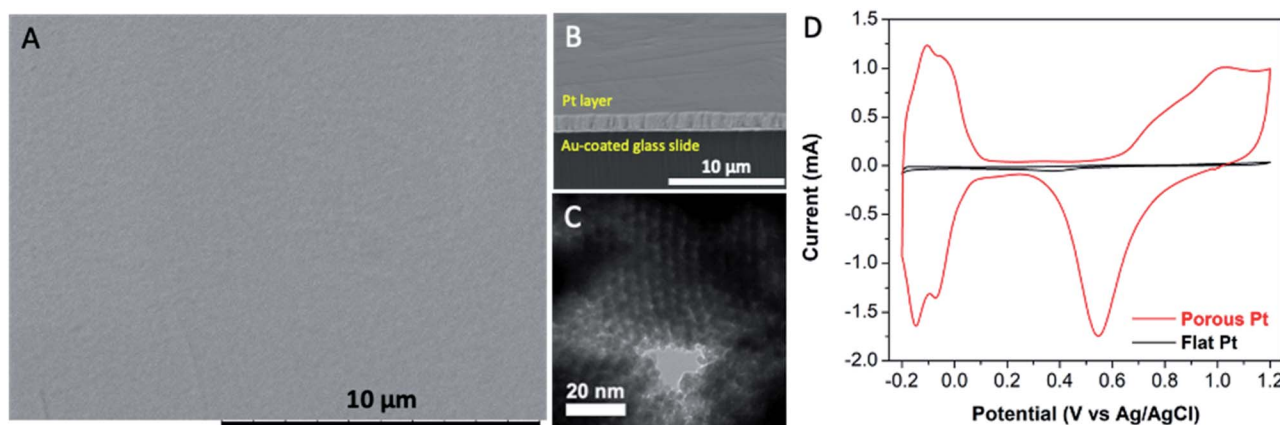 A
10 μm
B
Pt layer
Au-coated glass slide
10 μm
C
20 nm
D
1.5
1.0
0.5
0.0
-0.5
-1.0
-1.5
-2.0
Current (mA)
Porous Pt
Flat Pt
-0.2 0.0 0.2 0.4 0.6 0.8 1.0 1.2
Potential (V vs Ag/AgCl)